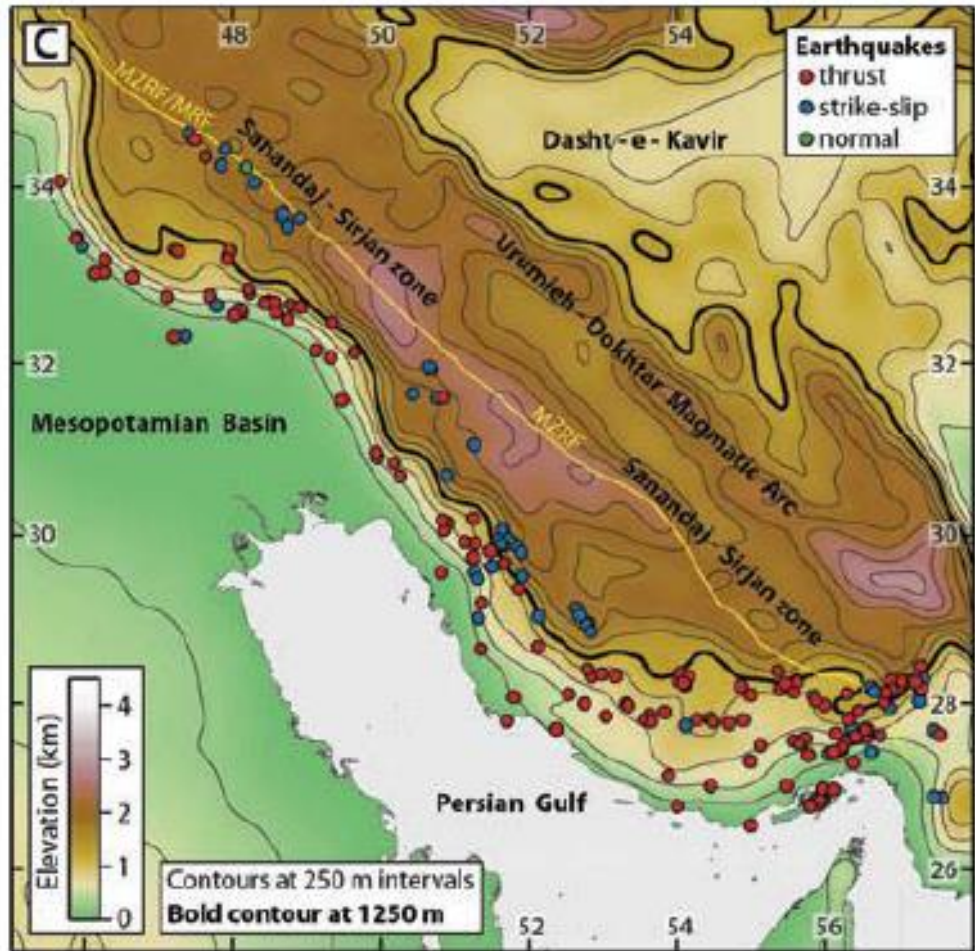 C
48
50
52
54
Earthquakes
thrust
strike-slip
normal
MZRF/MRF
Sanandaj - Sirjan zone
Dasht - e - Kavir
34
34
Urumieh - Dokhtar Magmatic Arc
32
32
Mesopotamian Basin
MZRF
Sanandaj - Sirjan zone
30
30
28
Persian Gulf
Elevation (km)
4
3
2
1
0
Contours at 250 m intervals
Bold contour at 1250 m
52
54
56
26